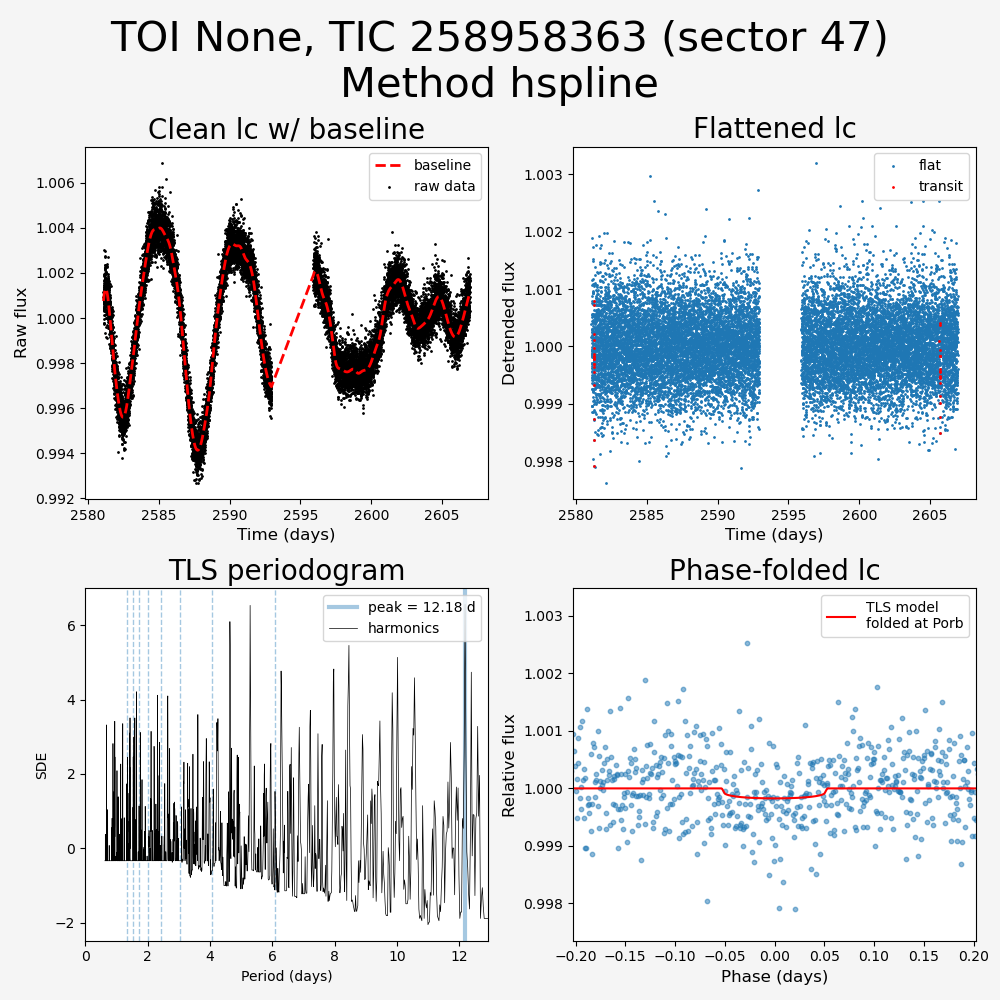 TOI None, TIC 258958363 (sector 47)
Method hspline
Clean lc w/ baseline
Raw flux
1.006
1.004
1.002
1.000
0.998
0.996
0.994
0.992
baseline
raw data
2580
2585
2590
2595
2600
2605
Time (days)
Flattened lc
Detrended flux
1.003
1.002
1.001
1.000
0.999
0.998
flat
transit
2580
2585
2590
2595
2600
2605
Time (days)
TLS periodogram
SDE
6
4
2
0
−2
peak = 12.18 d
harmonics
0
2
4
6
8
10
12
Period (days)
Phase-folded lc
Relative flux
1.003
1.002
1.001
1.000
0.999
0.998
TLS model
folded at Porb
−0.20
−0.15
−0.10
−0.05
0.00
0.05
0.10
0.15
0.20
Phase (days)